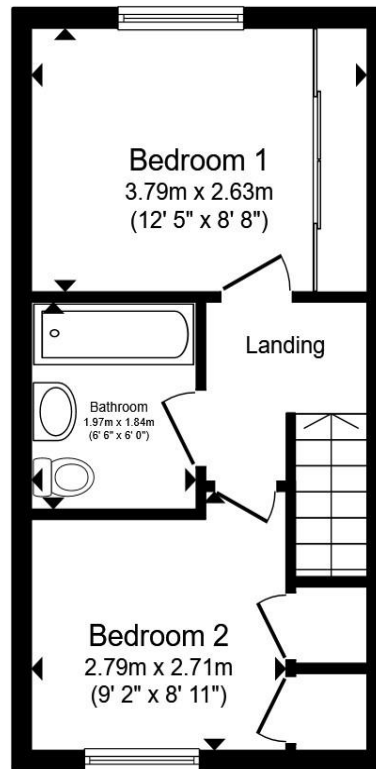 Bedroom 1
3.79m x 2.63m
(12' 5" x 8' 8")
Landing
Bathroom
1.97m x 1.84m
(6' 6" x 6' 0")
Bedroom 2
2.79m x 2.71m
(9' 2" x 8' 11")